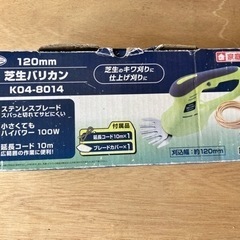 120mm
芝生バリカン
K04-8014
芝生のキワ刈りに
仕上げ刈りに
家庭
ステンレスブレード
スパッと切れてサビにくい
小さくても
ハイパワー 100W
延長コード 10m
広範囲の作業に便利!
付属品
延長コード10m×1
ブレードカバー×1
刈込幅:約120mm